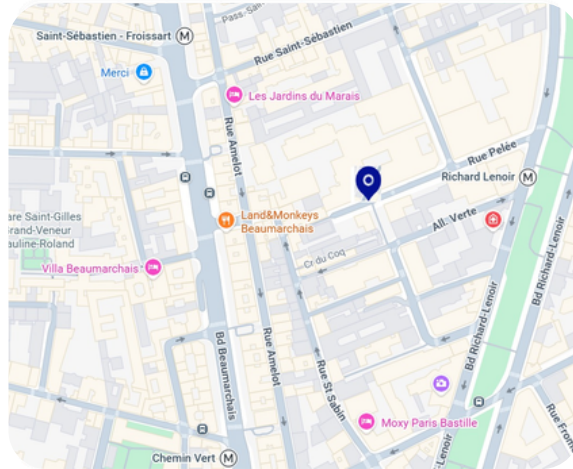 Pass.-Saint-
Saint-Sébastien - Froissart M
Rue Saint-Sébastien
Merci
Les Jardins du Marais
Rue Amelot
Rue Pelée
Richard Lenoir M
Land&Monkeys
Beaumarchais
All. Verte
are Saint-Gilles
Grand-Veneur
auline-Roland
Cr du Coq
Villa Beaumarchais
Bd Richard-Lenoir
Bd Richard-Lenoir
Bd Beaumarchais
Rue Amelot
Rue St Sabin
Moxy Paris Bastille
Rue From
-Lenoir
Chemin Vert M